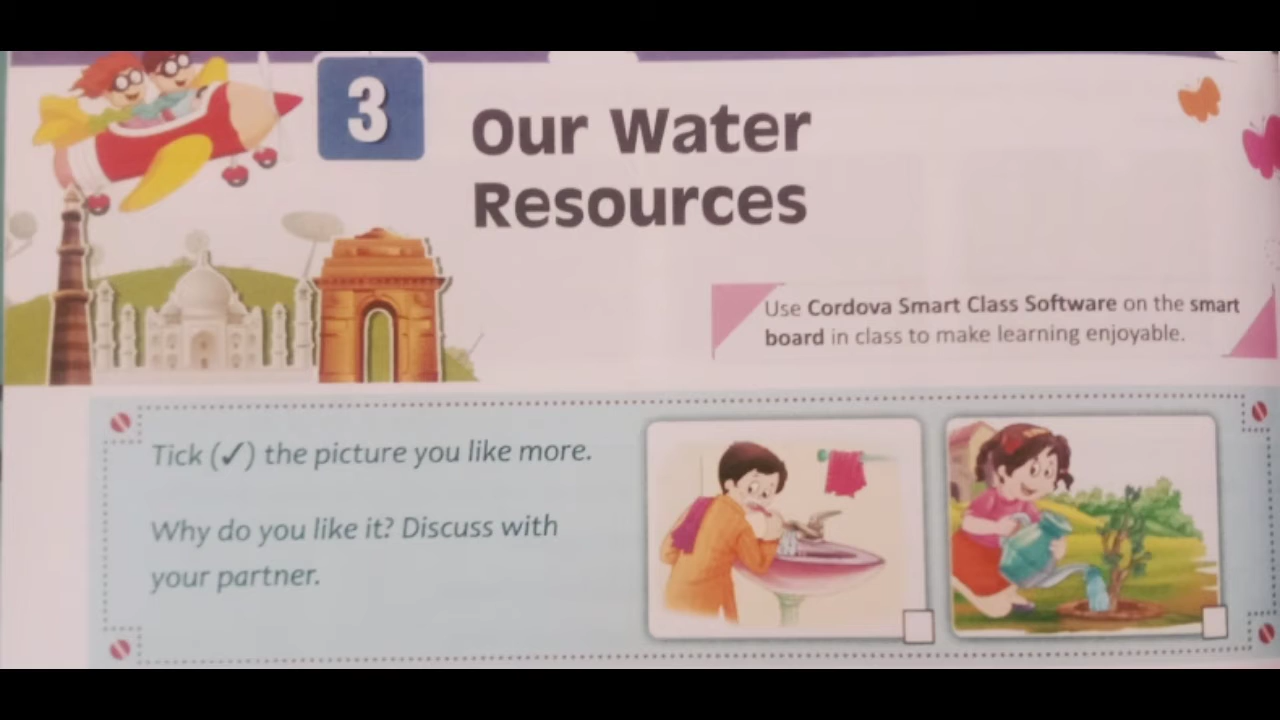 3
Our Water
Resources
Use Cordova Smart Class Software on the smart
board in class to make learning enjoyable.
Tick (✓) the picture you like more.
Why do you like it? Discuss with
your partner.